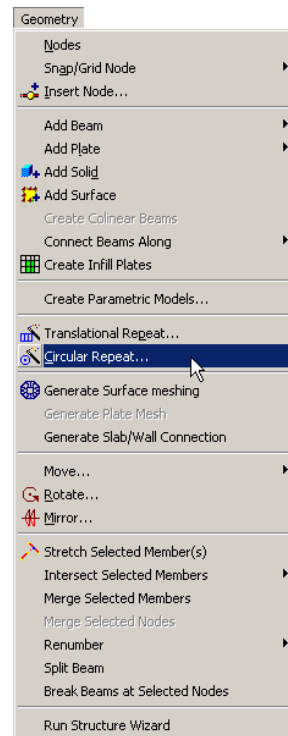 Geometry
Nodes
Snap/Grid Node
Insert Node...
Add Beam
Add Plate
Add Solid
Add Surface
Create Colinear Beams
Connect Beams Along
Create Infill Plates
Create Parametric Models...
Translational Repeat...
Circular Repeat...
Generate Surface meshing
Generate Plate Mesh
Generate Slab/Wall Connection
Move...
Rotate...
Mirror...
Stretch Selected Member(s)
Intersect Selected Members
Merge Selected Members
Merge Selected Nodes
Renumber
Split Beam
Break Beams at Selected Nodes
Run Structure Wizard